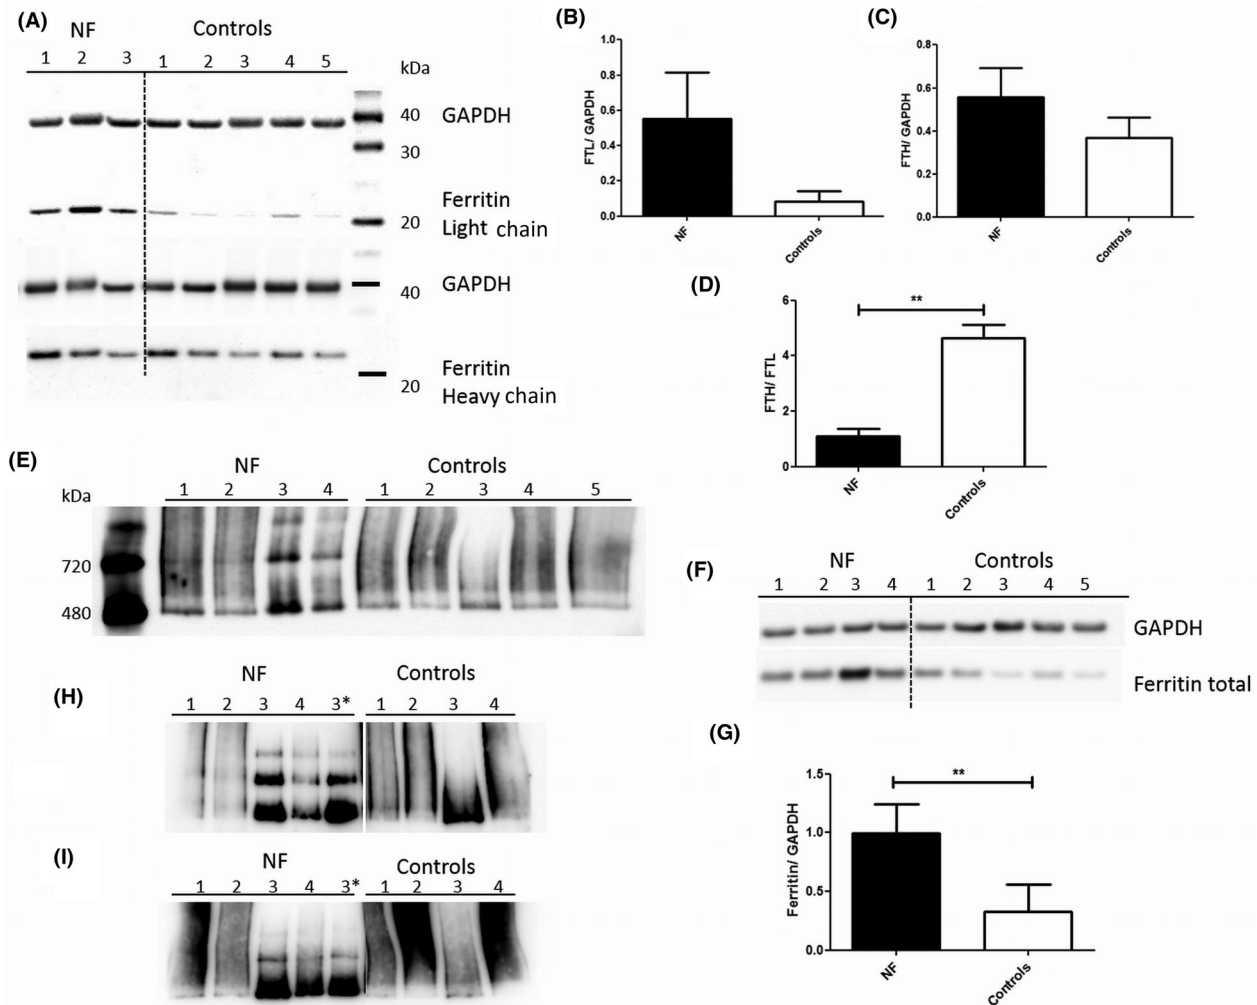 (A)
NF
Controls
1 2 3 1 2 3 4 5
kDa
40
GAPDH
30
Ferritin
Light chain
20
GAPDH
40
Ferritin
Heavy chain
20
(B)
1.0
0.8
0.6
0.4
0.2
0.0
FTL/ GAPDH
NF
Controls
(C)
0.8
0.6
0.4
0.2
0.0
FTH/ GAPDH
NF
Controls
(D)
**
6
4
2
0
FTH/ FTL
NF
Controls
(E)
NF
Controls
kDa
1 2 3 4 1 2 3 4 5
720
480
(F)
NF
Controls
1 2 3 4 1 2 3 4 5
GAPDH
Ferritin total
(G)
**
1.5
1.0
0.5
0.0
Ferritin/ GAPDH
NF
Controls
(H)
NF
Controls
1 2 3 4 3* 1 2 3 4
(I)
NF
Controls
1 2 3 4 3* 1 2 3 4